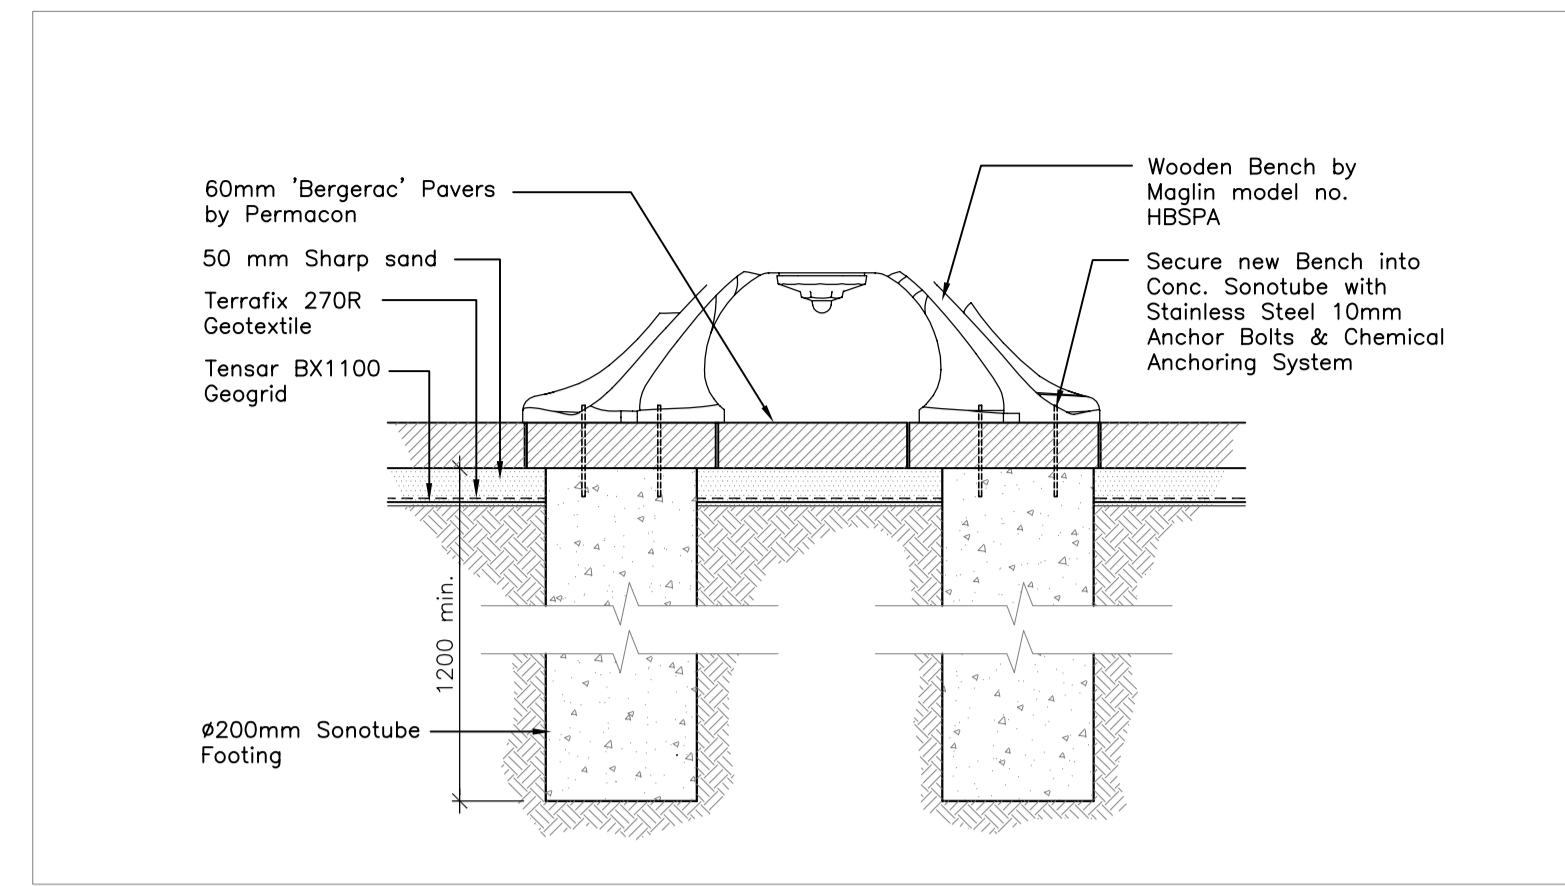 60mm 'Bergerac' Pavers
by Permacon
50 mm Sharp sand
Terrafix 270R
Geotextile
Tensar BX1100
Geogrid
1200 min.
ø200mm Sonotube
Footing
Wooden Bench by
Maglin model no.
HBSPA
Secure new Bench into
Conc. Sonotube with
Stainless Steel 10mm
Anchor Bolts & Chemical
Anchoring System